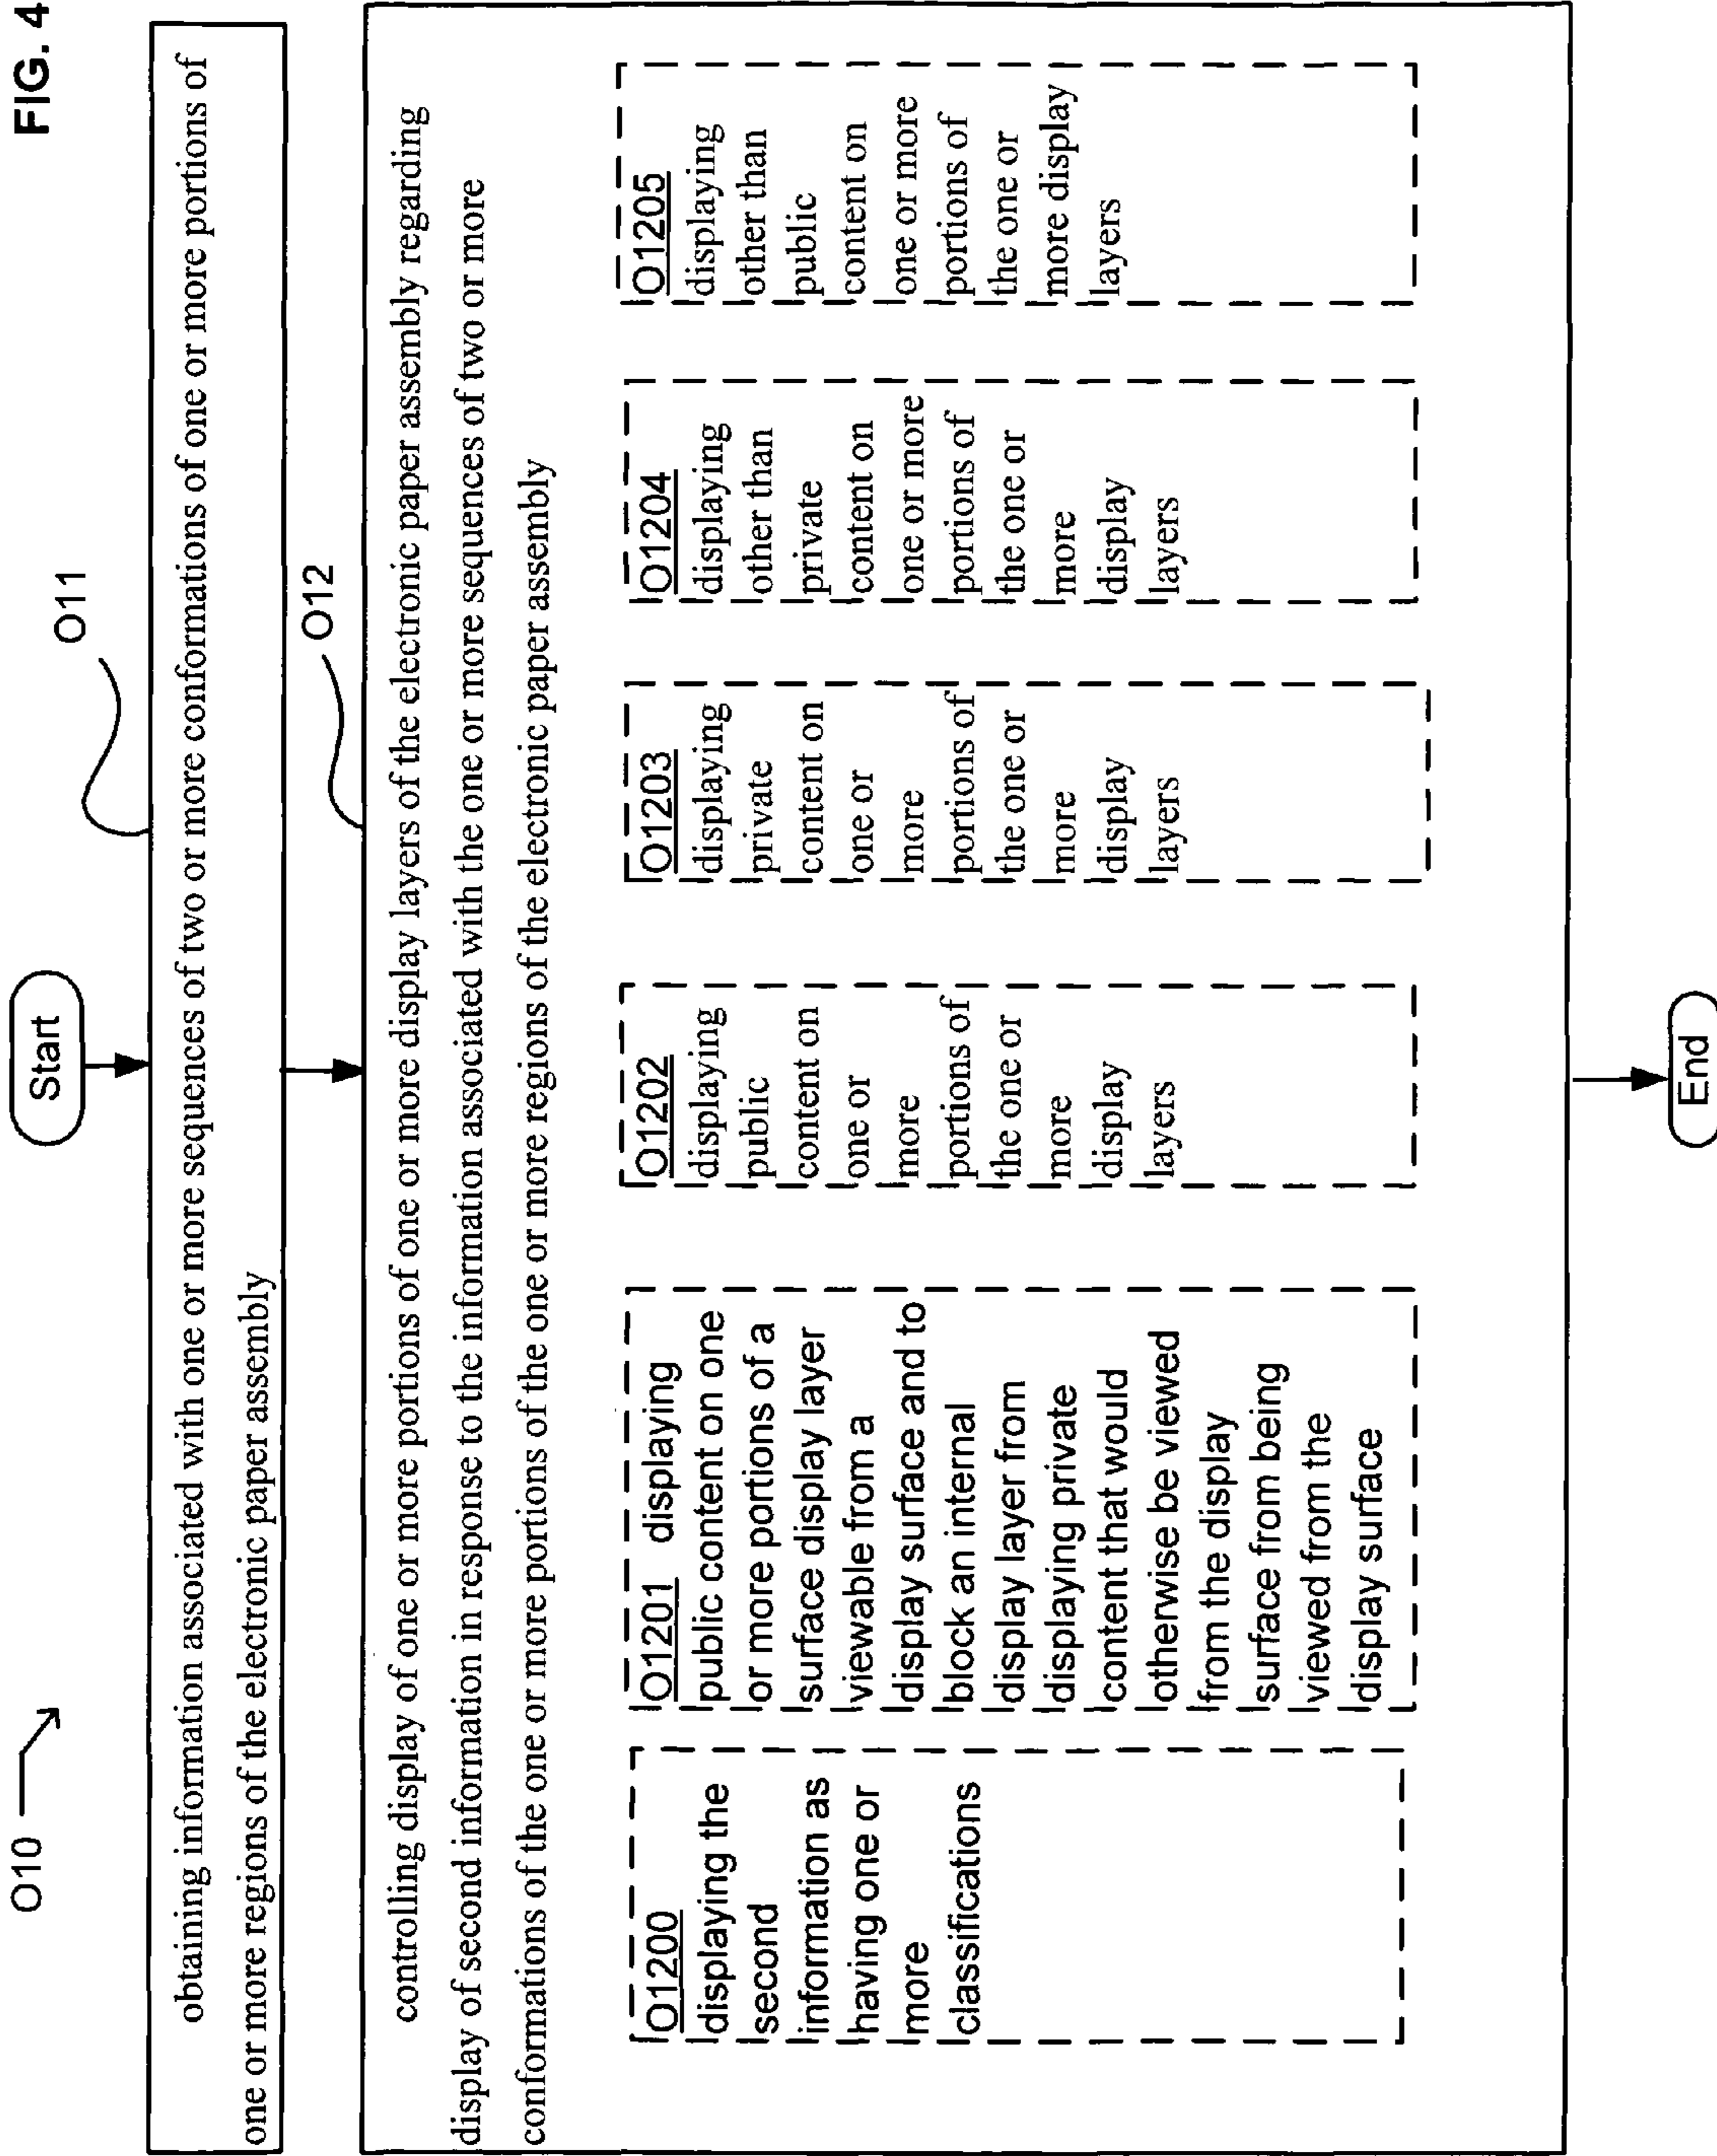 FIG. 4
O10
Start
O11
obtaining information associated with one or more sequences of two or more conformations of one or more portions of
one or more regions of the electronic paper assembly
O12
controlling display of one or more portions of one or more display layers of the electronic paper assembly regarding
display of second information in response to the information associated with the one or more sequences of two or more
conformations of the one or more portions of the one or more regions of the electronic paper assembly
O1200
displaying the
second
information as
having one or
more
classifications
O1201 displaying
public content on one
or more portions of a
surface display layer
viewable from a
display surface and to
block an internal
display layer from
displaying private
content that would
otherwise be viewed
from the display
surface from being
viewed from the
display surface
O1202
displaying
public
content on
one or
more
portions of
the one or
more
display
layers
O1203
displaying
private
content on
one or
more
portions of
the one or
more
display
layers
O1204
displaying
other than
private
content on
one or more
portions of
the one or
more
display
layers
O1205
displaying
other than
public
content on
one or more
portions of
the one or
more display
layers
End